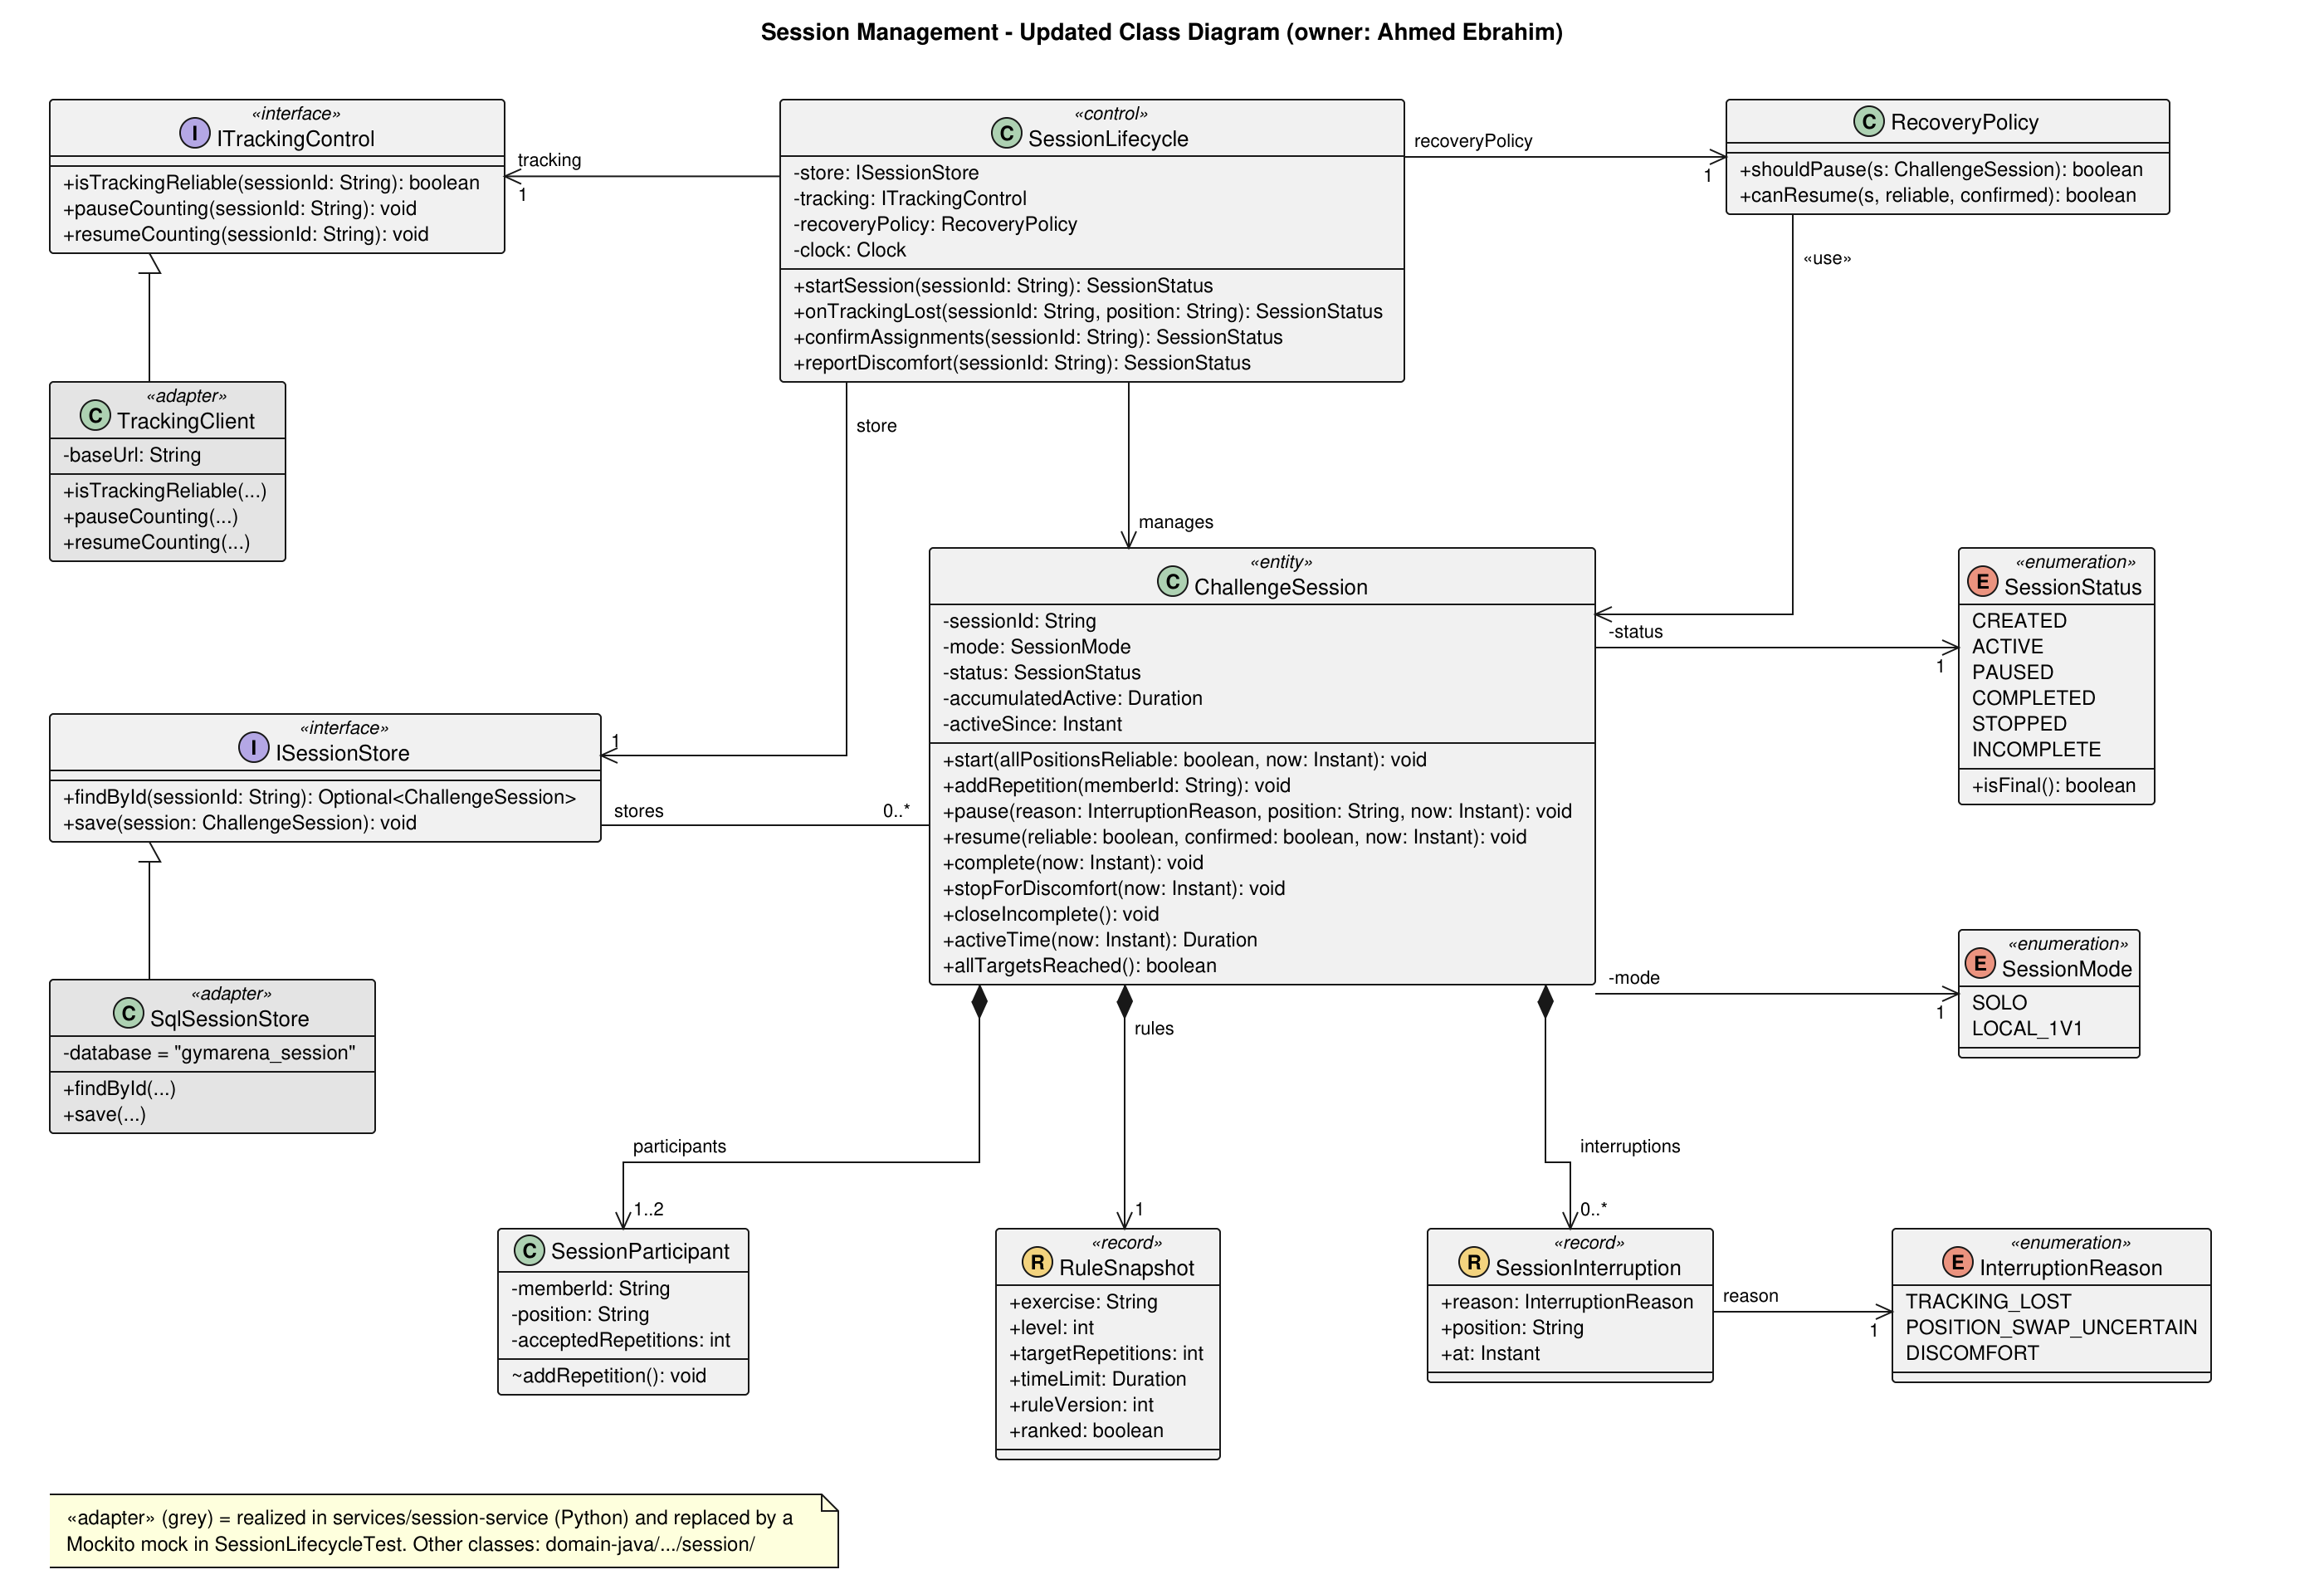 Session Management - Updated Class Diagram (owner: Ahmed Ebrahim)
«interface»
I ITrackingControl
+isTrackingReliable(sessionId: String): boolean
+pauseCounting(sessionId: String): void
+resumeCounting(sessionId: String): void
tracking
1
«control»
C SessionLifecycle
-store: ISessionStore
-tracking: ITrackingControl
-recoveryPolicy: RecoveryPolicy
-clock: Clock
+startSession(sessionId: String): SessionStatus
+onTrackingLost(sessionId: String, position: String): SessionStatus
+confirmAssignments(sessionId: String): SessionStatus
+reportDiscomfort(sessionId: String): SessionStatus
recoveryPolicy
1
C RecoveryPolicy
+shouldPause(s: ChallengeSession): boolean
+canResume(s, reliable, confirmed): boolean
«use»
«adapter»
C TrackingClient
-baseUrl: String
+isTrackingReliable(...)
+pauseCounting(...)
+resumeCounting(...)
store
manages
«entity»
C ChallengeSession
-sessionId: String
-mode: SessionMode
-status: SessionStatus
-accumulatedActive: Duration
-activeSince: Instant
+start(allPositionsReliable: boolean, now: Instant): void
+addRepetition(memberId: String): void
+pause(reason: InterruptionReason, position: String, now: Instant): void
+resume(reliable: boolean, confirmed: boolean, now: Instant): void
+complete(now: Instant): void
+stopForDiscomfort(now: Instant): void
+closeIncomplete(): void
+activeTime(now: Instant): Duration
+allTargetsReached(): boolean
-status
1
«enumeration»
E SessionStatus
CREATED
ACTIVE
PAUSED
COMPLETED
STOPPED
INCOMPLETE
+isFinal(): boolean
«interface»
I ISessionStore
+findById(sessionId: String): Optional<ChallengeSession>
+save(session: ChallengeSession): void
1
stores
0..*
-mode
1
«enumeration»
E SessionMode
SOLO
LOCAL_1V1
«adapter»
C SqlSessionStore
-database = "gymarena_session"
+findById(...)
+save(...)
participants
1..2
rules
1
interruptions
0..*
C SessionParticipant
-memberId: String
-position: String
-acceptedRepetitions: int
~addRepetition(): void
«record»
R RuleSnapshot
+exercise: String
+level: int
+targetRepetitions: int
+timeLimit: Duration
+ruleVersion: int
+ranked: boolean
«record»
R SessionInterruption
+reason: InterruptionReason
+position: String
+at: Instant
reason
1
«enumeration»
E InterruptionReason
TRACKING_LOST
POSITION_SWAP_UNCERTAIN
DISCOMFORT
«adapter» (grey) = realized in services/session-service (Python) and replaced by a
Mockito mock in SessionLifecycleTest. Other classes: domain-java/.../session/